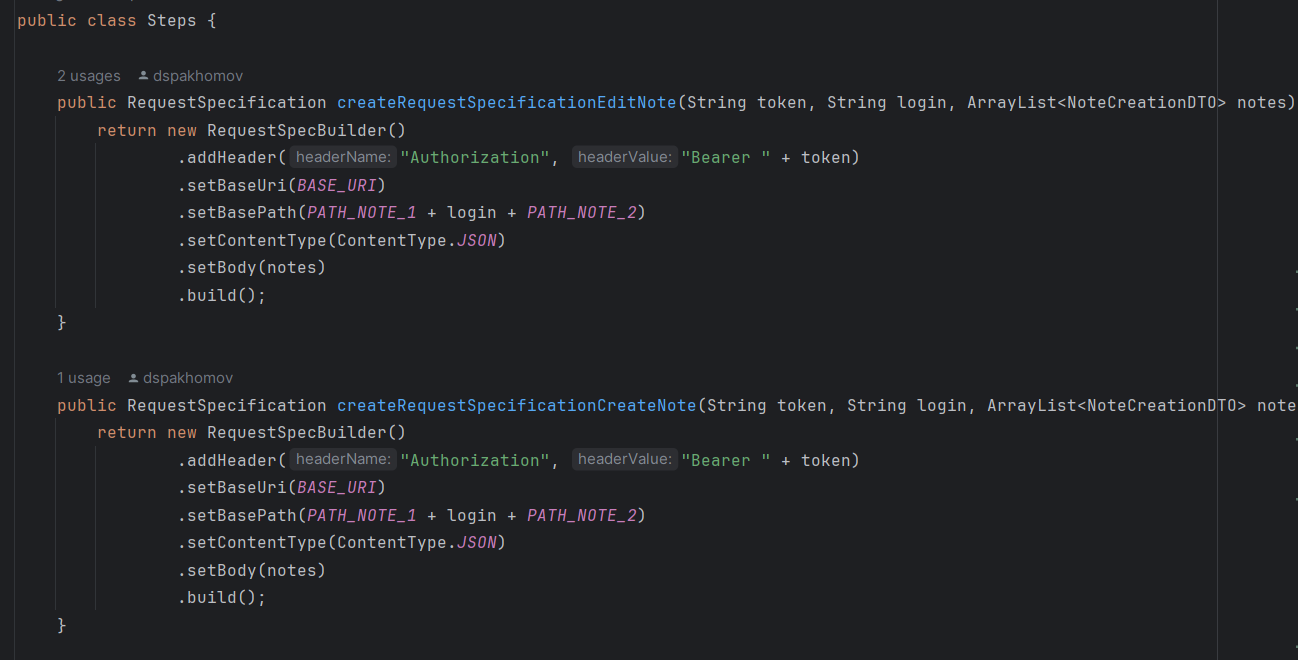 public class Steps {
2 usages dspakhomov
public RequestSpecification createRequestSpecificationEditNote(String token, String login, ArrayList<NoteCreationDTO> notes)
return new RequestSpecBuilder()
.addHeader( headerName: "Authorization", headerValue: "Bearer " + token)
.setBaseUri(BASE_URI)
.setBasePath(PATH_NOTE_1 + login + PATH_NOTE_2)
.setContentType(ContentType.JSON)
.setBody(notes)
.build();
}
1 usage dspakhomov
public RequestSpecification createRequestSpecificationCreateNote(String token, String login, ArrayList<NoteCreationDTO> note
return new RequestSpecBuilder()
.addHeader( headerName: "Authorization", headerValue: "Bearer " + token)
.setBaseUri(BASE_URI)
.setBasePath(PATH_NOTE_1 + login + PATH_NOTE_2)
.setContentType(ContentType.JSON)
.setBody(notes)
.build();
}